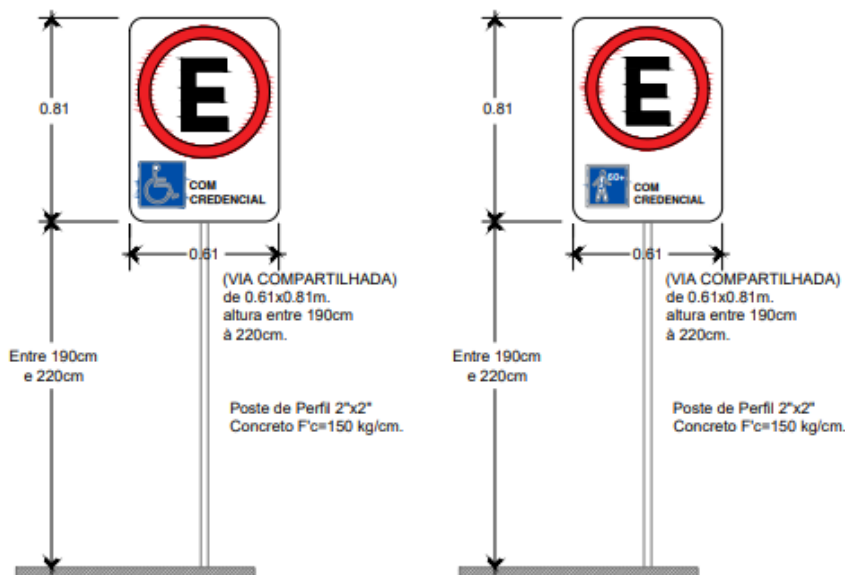 0.81
E
COM
CREDENCIAL
0.61
(VIA COMPARTILHADA)
de 0.61x0.81m.
altura entre 190cm
à 220cm.
Entre 190cm
e 220cm
Poste de Perfil 2"x2"
Concreto F'c=150 kg/cm.
0.81
E
60+
COM
CREDENCIAL
0.61
(VIA COMPARTILHADA)
de 0.61x0.81m.
altura entre 190cm
à 220cm.
Entre 190cm
e 220cm
Poste de Perfil 2"x2"
Concreto F'c=150 kg/cm.